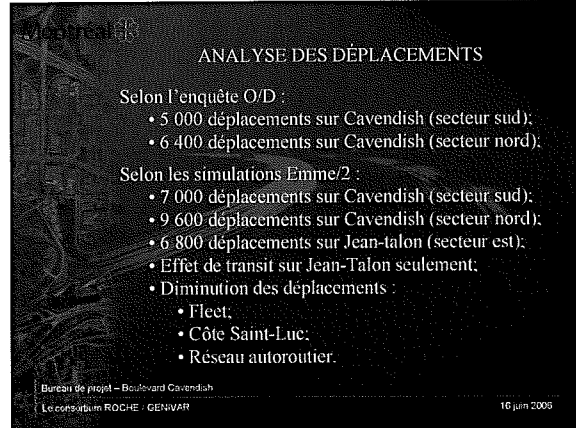 Montréal
ANALYSE DES DÉPLACEMENTS
Selon l'enquête O/D :
• 5 000 déplacements sur Cavendish (secteur sud);
• 6 400 déplacements sur Cavendish (secteur nord);
Selon les simulations Emme/2 :
• 7 000 déplacements sur Cavendish (secteur sud);
• 9 600 déplacements sur Cavendish (secteur nord);
• 6 800 déplacements sur Jean-talon (secteur est);
• Effet de transit sur Jean-Talon seulement;
• Diminution des déplacements :
• Fleet;
• Côte Saint-Luc;
• Réseau autoroutier.
Bureau de projet – Boulevard Cavendish
Le consortium ROCHE / GENIVAR
16 juin 2006